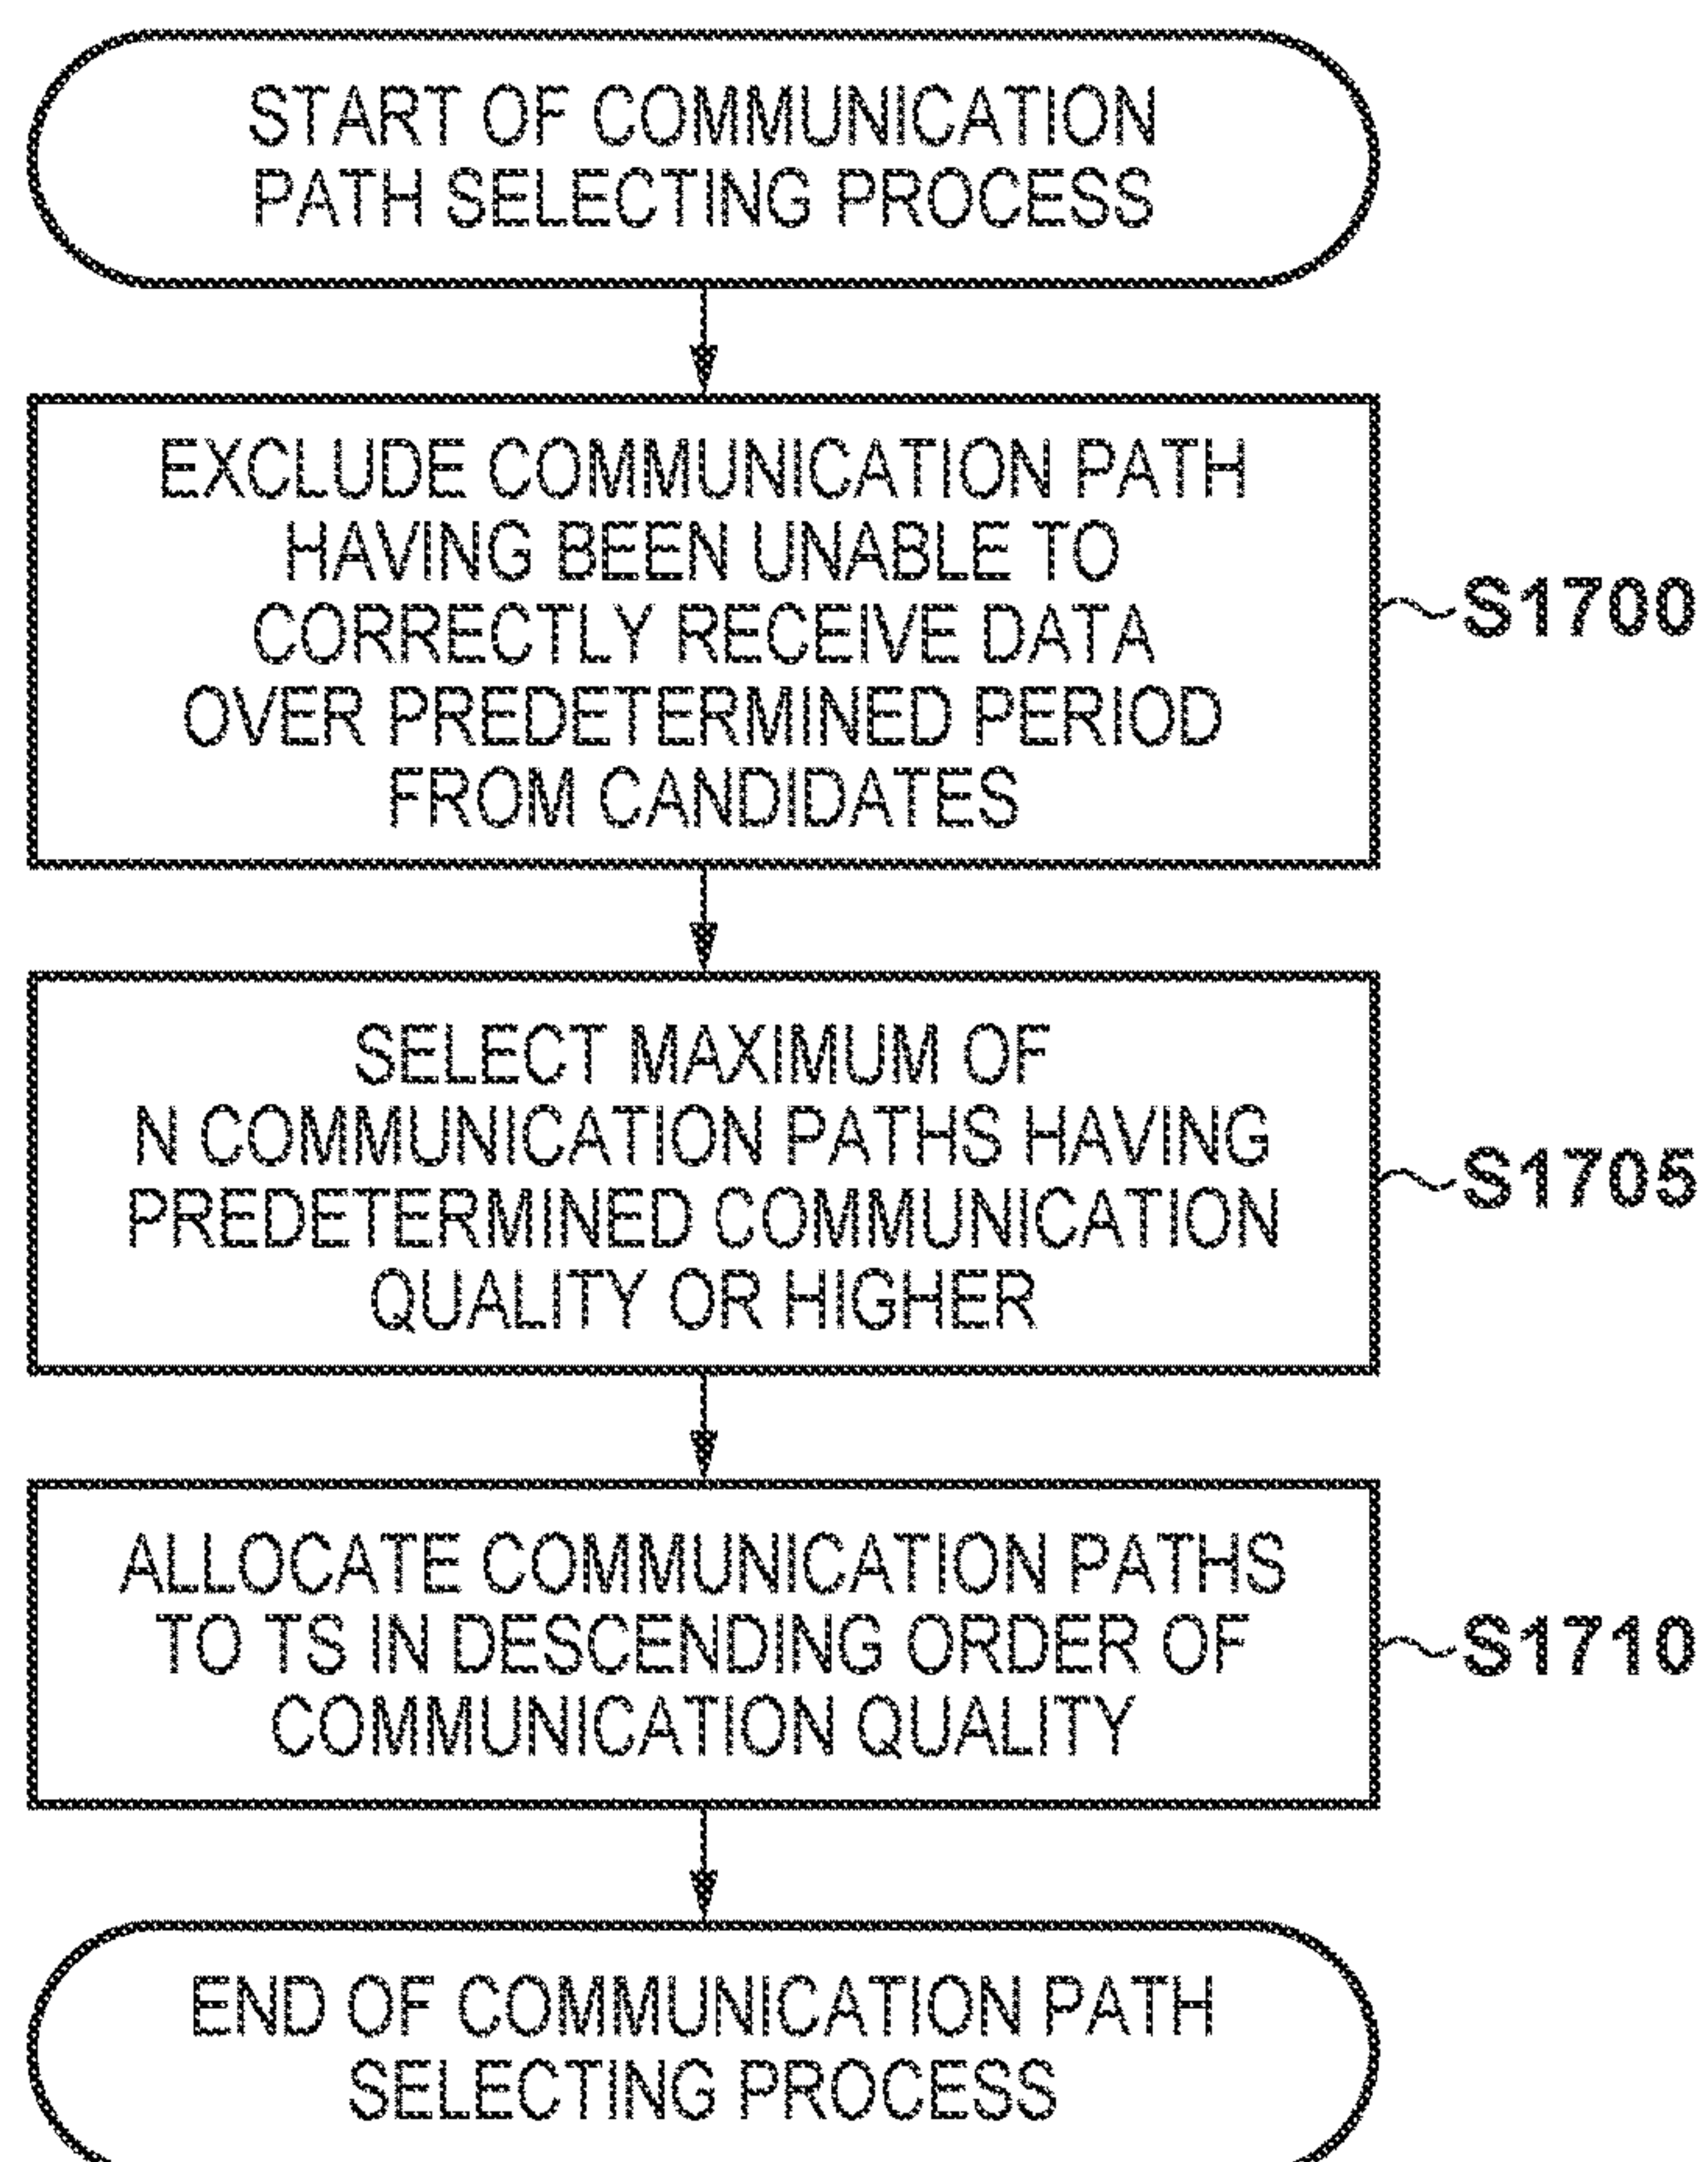 START OF COMMUNICATION
PATH SELECTING PROCESS
EXCLUDE COMMUNICATION PATH
HAVING BEEN UNABLE TO
CORRECTLY RECEIVE DATA
OVER PREDETERMINED PERIOD
FROM CANDIDATES
S1700
SELECT MAXIMUM OF
N COMMUNICATION PATHS HAVING
PREDETERMINED COMMUNICATION
QUALITY OR HIGHER
S1705
ALLOCATE COMMUNICATION PATHS
TO TS IN DESCENDING ORDER OF
COMMUNICATION QUALITY
S1710
END OF COMMUNICATION PATH
SELECTING PROCESS